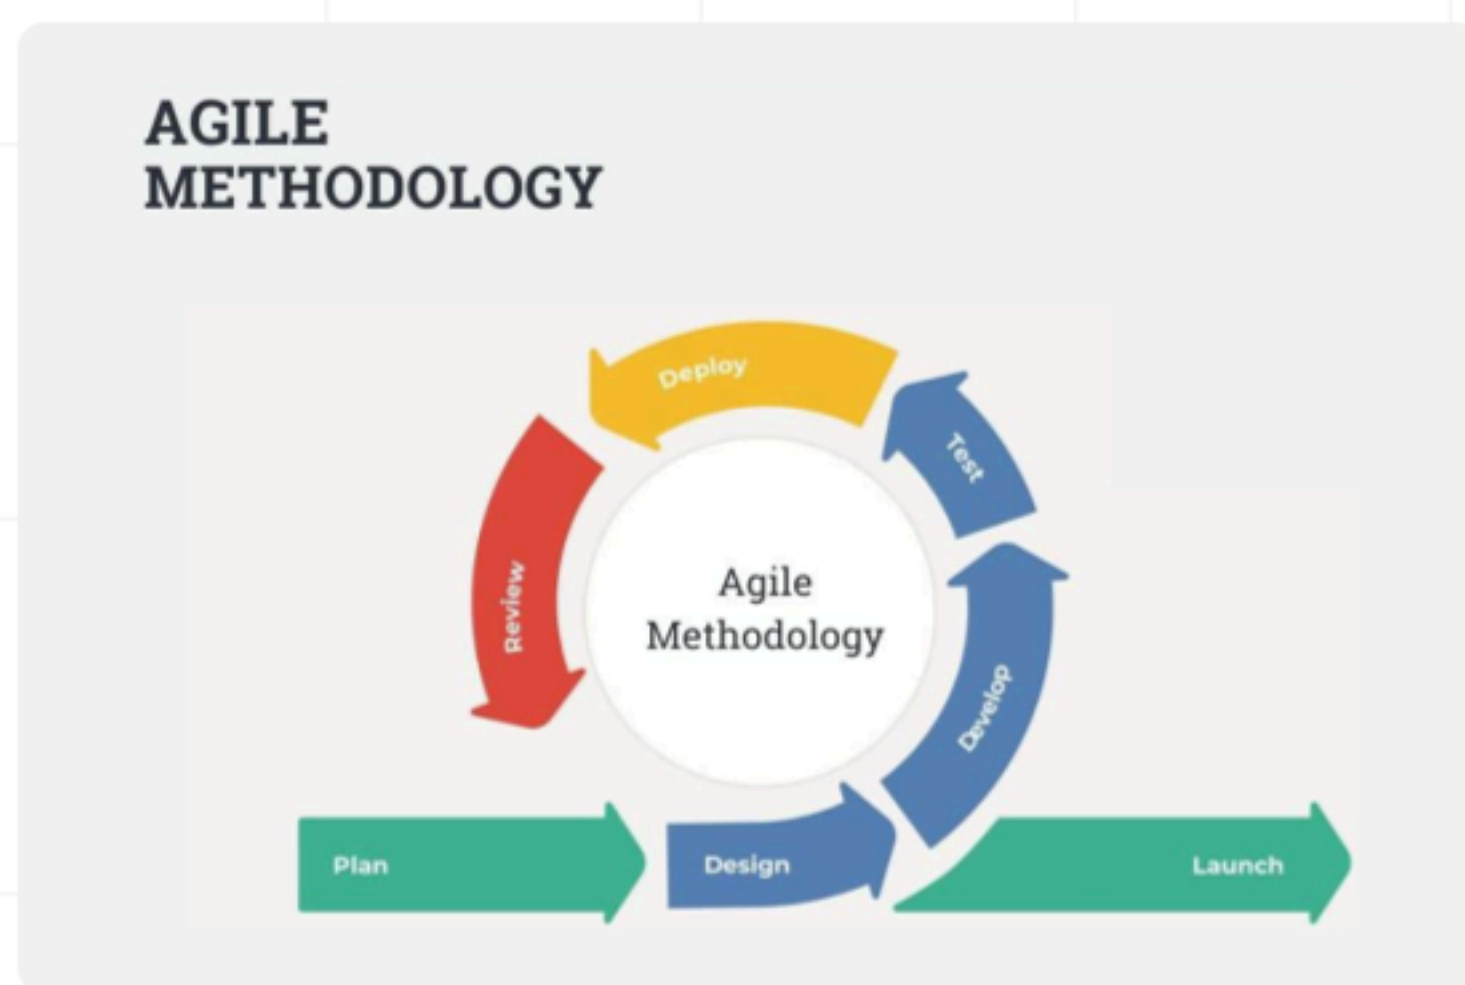 AGILE
METHODOLOGY
Deploy
Test
Review
Agile
Methodology
Develop
Plan
Design
Launch